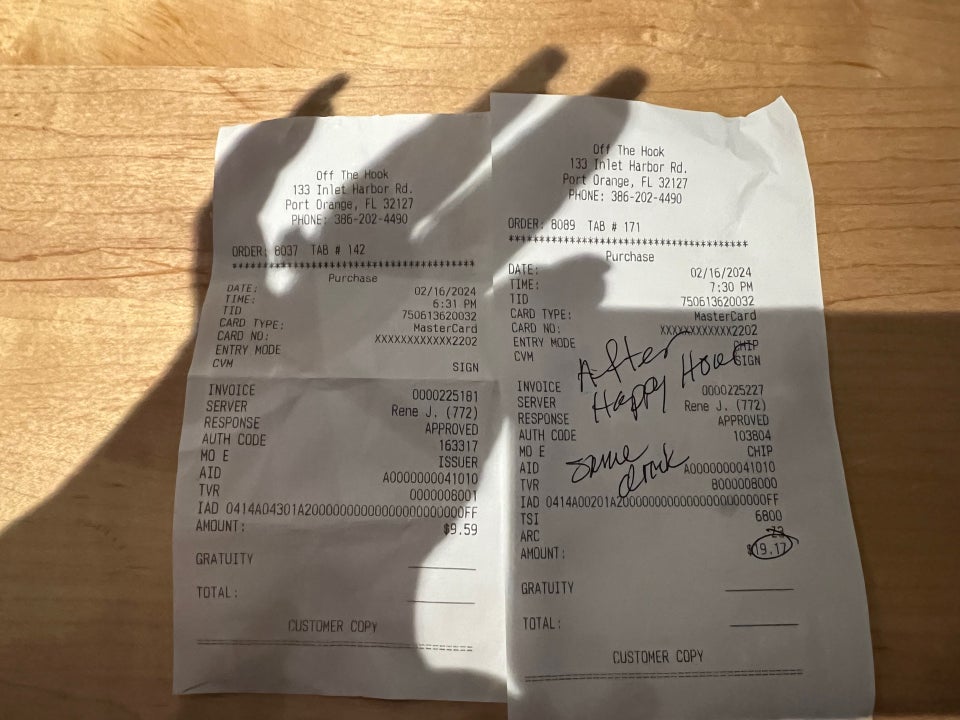 Off The Hook
133 Inlet Harbor Rd.
Port Orange, FL 32127
PHONE: 386-202-4490
ORDER: 8037 TAB # 142
****************************************
Purchase
DATE: 02/16/2024
TIME: 6:31 PM
TID 750613620032
CARD TYPE: MasterCard
CARD NO: XXXXXXXXXXXX2202
ENTRY MODE
CVM SIGN
INVOICE 0000225181
SERVER Rene J. (772)
RESPONSE APPROVED
AUTH CODE 163317
MO E ISSUER
AID A0000000041010
TVR 0000008001
IAD 0414A04301A2000000000000000000000000FF
AMOUNT: $9.59
GRATUITY
TOTAL:
CUSTOMER COPY
Off The Hook
133 Inlet Harbor Rd.
Port Orange, FL 32127
PHONE: 386-202-4490
ORDER: 8089 TAB # 171
****************************************
Purchase
DATE: 02/16/2024
TIME: 7:30 PM
TID 750613620032
CARD TYPE: MasterCard
CARD NO: XXXXXXXXXXXX2202
ENTRY MODE CHIP
CVM SIGN
After
Happy Hour
INVOICE 0000225227
SERVER Rene J. (772)
RESPONSE APPROVED
AUTH CODE 103804
MO E CHIP
same
drink
AID A0000000041010
TVR 8000008000
IAD 0414A00201A2000000000000000000000000FF
TSI 6800
ARC
AMOUNT: $19.17
GRATUITY
TOTAL:
CUSTOMER COPY